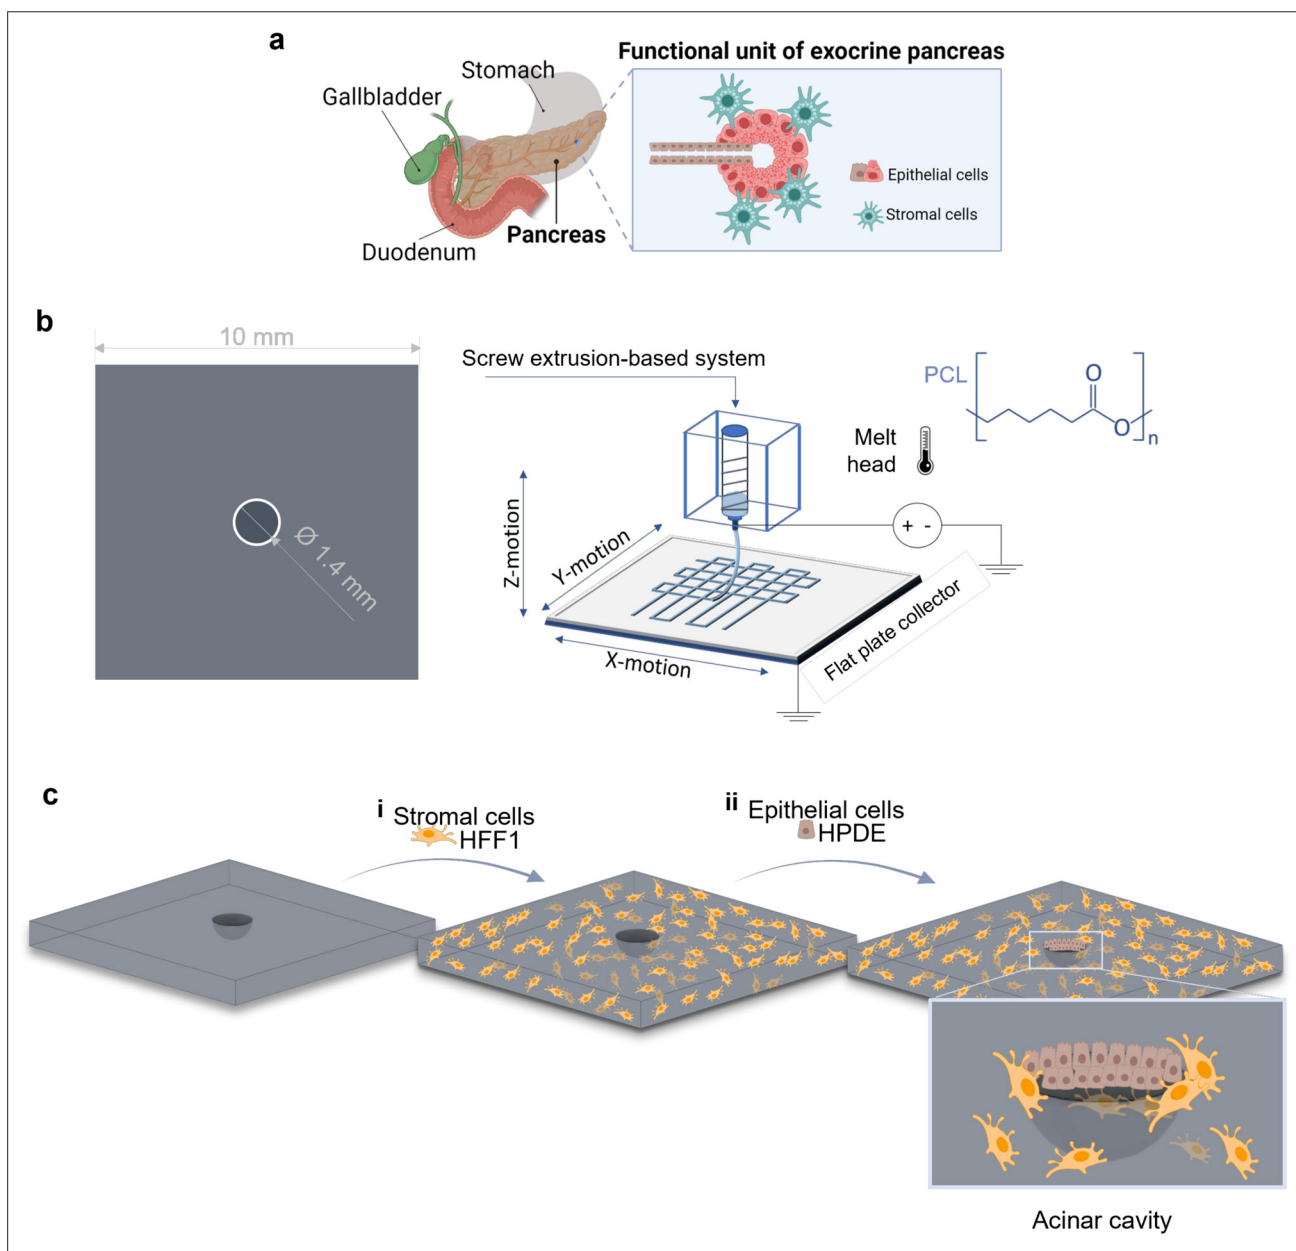 a
Functional unit of exocrine pancreas
Stomach
Gallbladder
Epithelial cells
Stromal cells
Pancreas
Duodenum
b
10 mm
Ø 1.4 mm
Screw extrusion-based system
PCL
O
O
n
Melt
head
+ -
Z-motion
Y-motion
X-motion
Flat plate collector
c
i
Stromal cells
HFF1
ii
Epithelial cells
HPDE
Acinar cavity